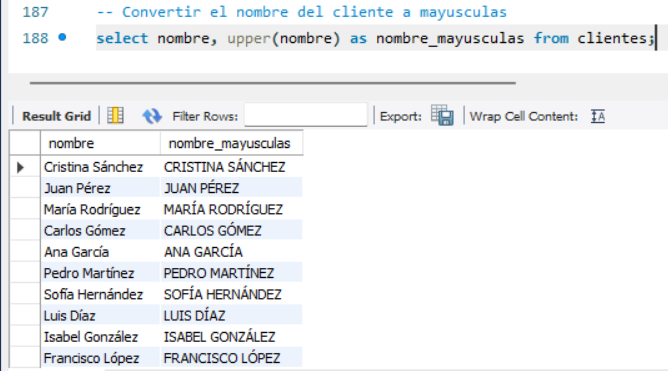 187 -- Convertir el nombre del cliente a mayusculas
188 select nombre, upper(nombre) as nombre_mayusculas from clientes;
Result Grid Filter Rows: Export: Wrap Cell Content: IA
nombre nombre_mayusculas
Cristina Sánchez CRISTINA SÁNCHEZ
Juan Pérez JUAN PÉREZ
María Rodríguez MARÍA RODRÍGUEZ
Carlos Gómez CARLOS GÓMEZ
Ana García ANA GARCÍA
Pedro Martínez PEDRO MARTÍNEZ
Sofía Hernández SOFÍA HERNÁNDEZ
Luis Díaz LUIS DÍAZ
Isabel González ISABEL GONZÁLEZ
Francisco López FRANCISCO LÓPEZ